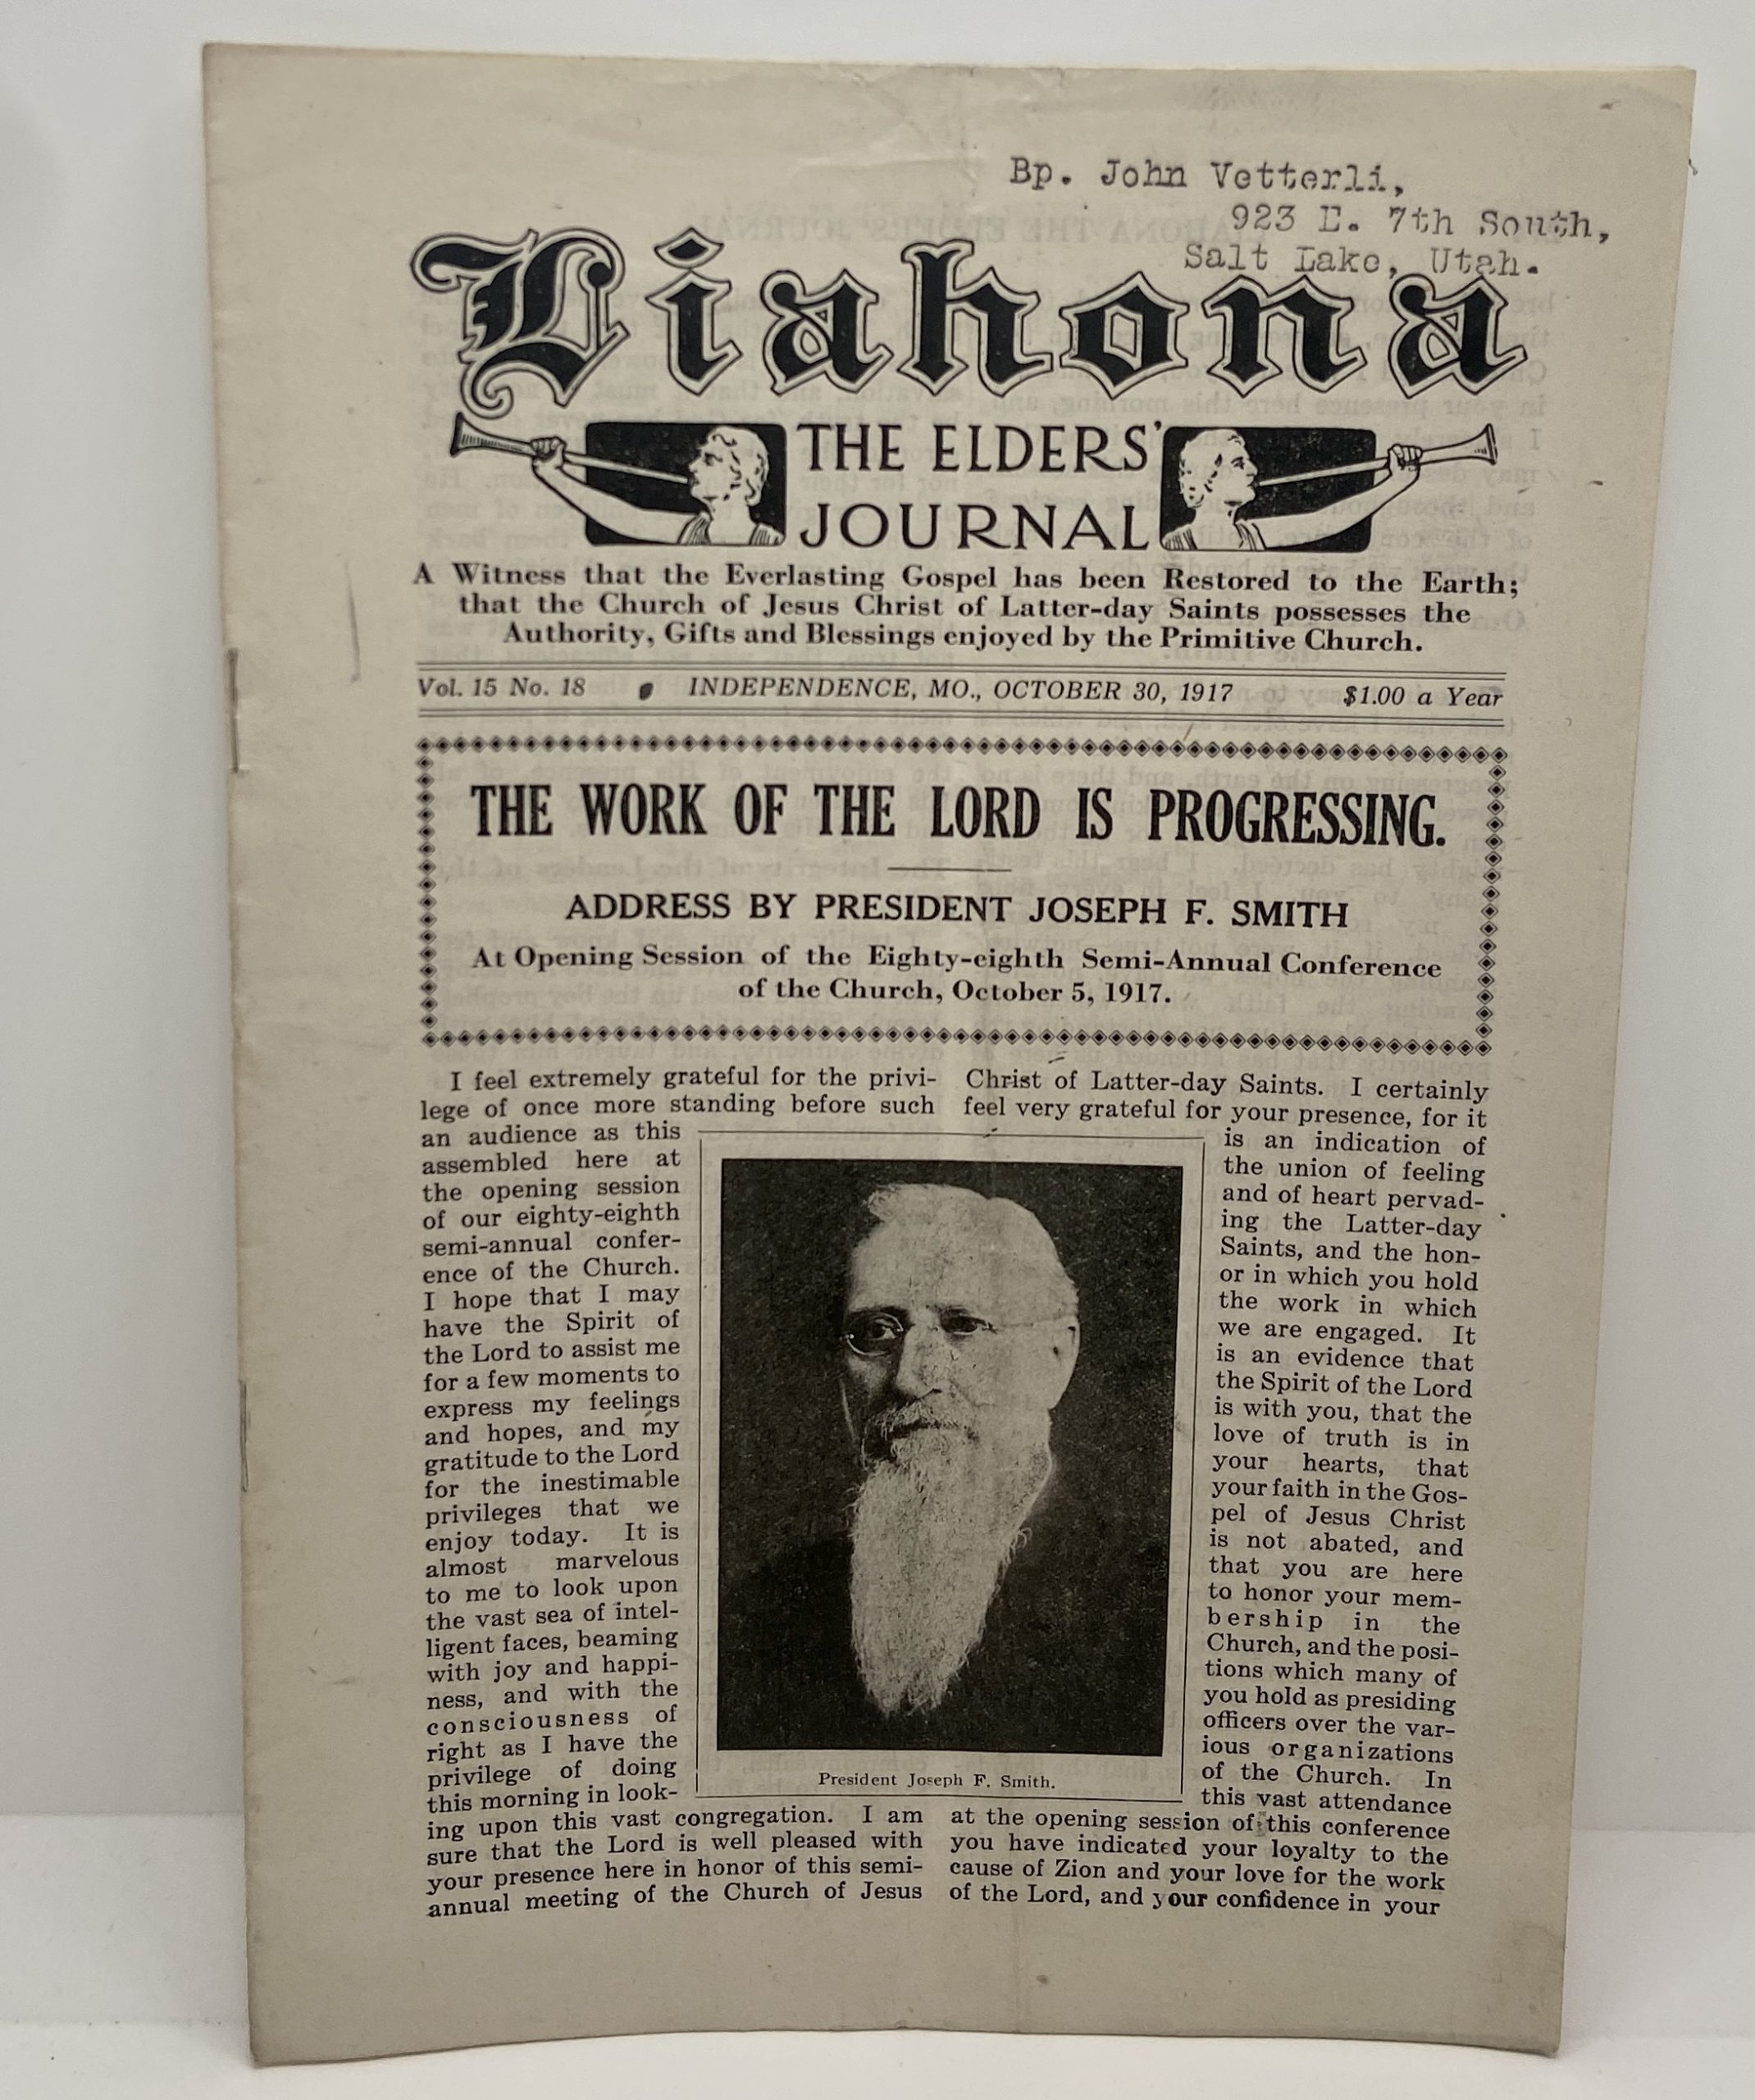 Bp. John Vetterli,
923 E. 7th South,
Salt Lake, Utah.
Liahona
THE ELDERS'
JOURNAL
A Witness that the Everlasting Gospel has been Restored to the Earth;
that the Church of Jesus Christ of Latter-day Saints possesses the
Authority, Gifts and Blessings enjoyed by the Primitive Church.
Vol. 15 No. 18 INDEPENDENCE, MO., OCTOBER 30, 1917 $1.00 a Year
THE WORK OF THE LORD IS PROGRESSING.
ADDRESS BY PRESIDENT JOSEPH F. SMITH
At Opening Session of the Eighty-eighth Semi-Annual Conference
of the Church, October 5, 1917.
I feel extremely grateful for the privi-
lege of once more standing before such
an audience as this
assembled here at
the opening session
of our eighty-eighth
semi-annual confer-
ence of the Church.
I hope that I may
have the Spirit of
the Lord to assist me
for a few moments to
express my feelings
and hopes, and my
gratitude to the Lord
for the inestimable
privileges that we
enjoy today. It is
almost marvelous
to me to look upon
the vast sea of intel-
ligent faces, beaming
with joy and happi-
ness, and with the
consciousness of
right as I have the
privilege of doing
this morning in look-
ing upon this vast congregation. I am
sure that the Lord is well pleased with
your presence here in honor of this semi-
annual meeting of the Church of Jesus
Christ of Latter-day Saints. I certainly
feel very grateful for your presence, for it
is an indication of
the union of feeling
and of heart pervad-
ing the Latter-day
Saints, and the hon-
or in which you hold
the work in which
we are engaged. It
is an evidence that
the Spirit of the Lord
is with you, that the
love of truth is in
your hearts, that
your faith in the Gos-
pel of Jesus Christ
is not abated, and
that you are here
to honor your mem-
bership in the
Church, and the posi-
tions which many of
you hold as presiding
officers over the var-
ious organizations
of the Church. In
this vast attendance
at the opening session of this conference
you have indicated your loyalty to the
cause of Zion and your love for the work
of the Lord, and your confidence in your
President Joseph F. Smith.